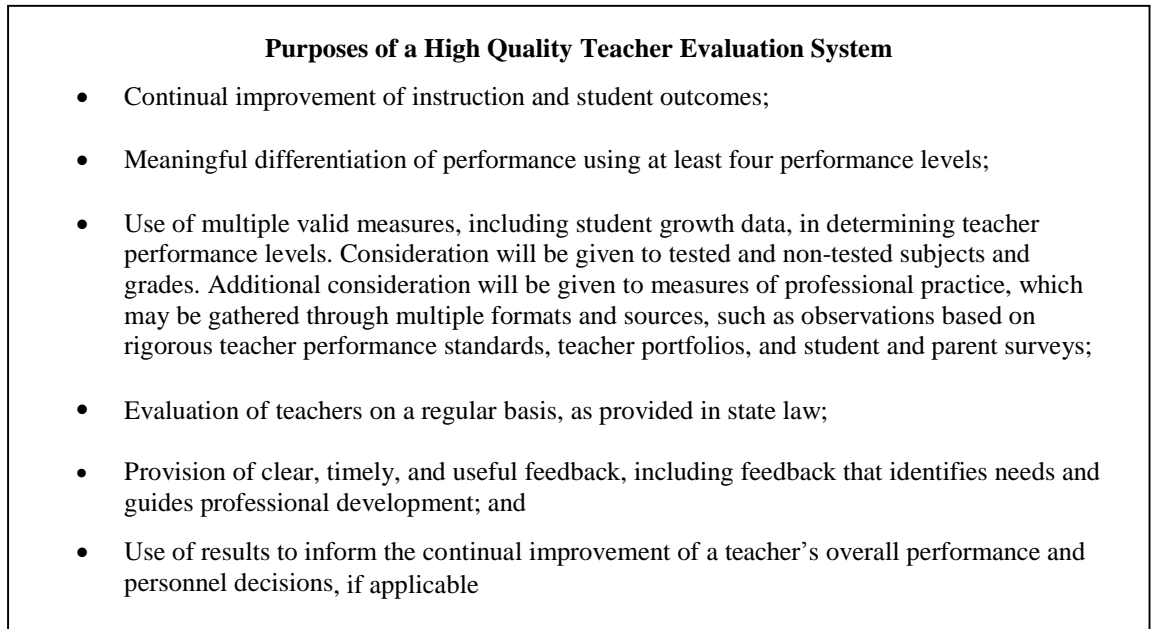 Purposes of a High Quality Teacher Evaluation System
• Continual improvement of instruction and student outcomes;
• Meaningful differentiation of performance using at least four performance levels;
• Use of multiple valid measures, including student growth data, in determining teacher
performance levels. Consideration will be given to tested and non-tested subjects and
grades. Additional consideration will be given to measures of professional practice, which
may be gathered through multiple formats and sources, such as observations based on
rigorous teacher performance standards, teacher portfolios, and student and parent surveys;
• Evaluation of teachers on a regular basis, as provided in state law;
• Provision of clear, timely, and useful feedback, including feedback that identifies needs and
guides professional development; and
• Use of results to inform the continual improvement of a teacher’s overall performance and
personnel decisions, if applicable